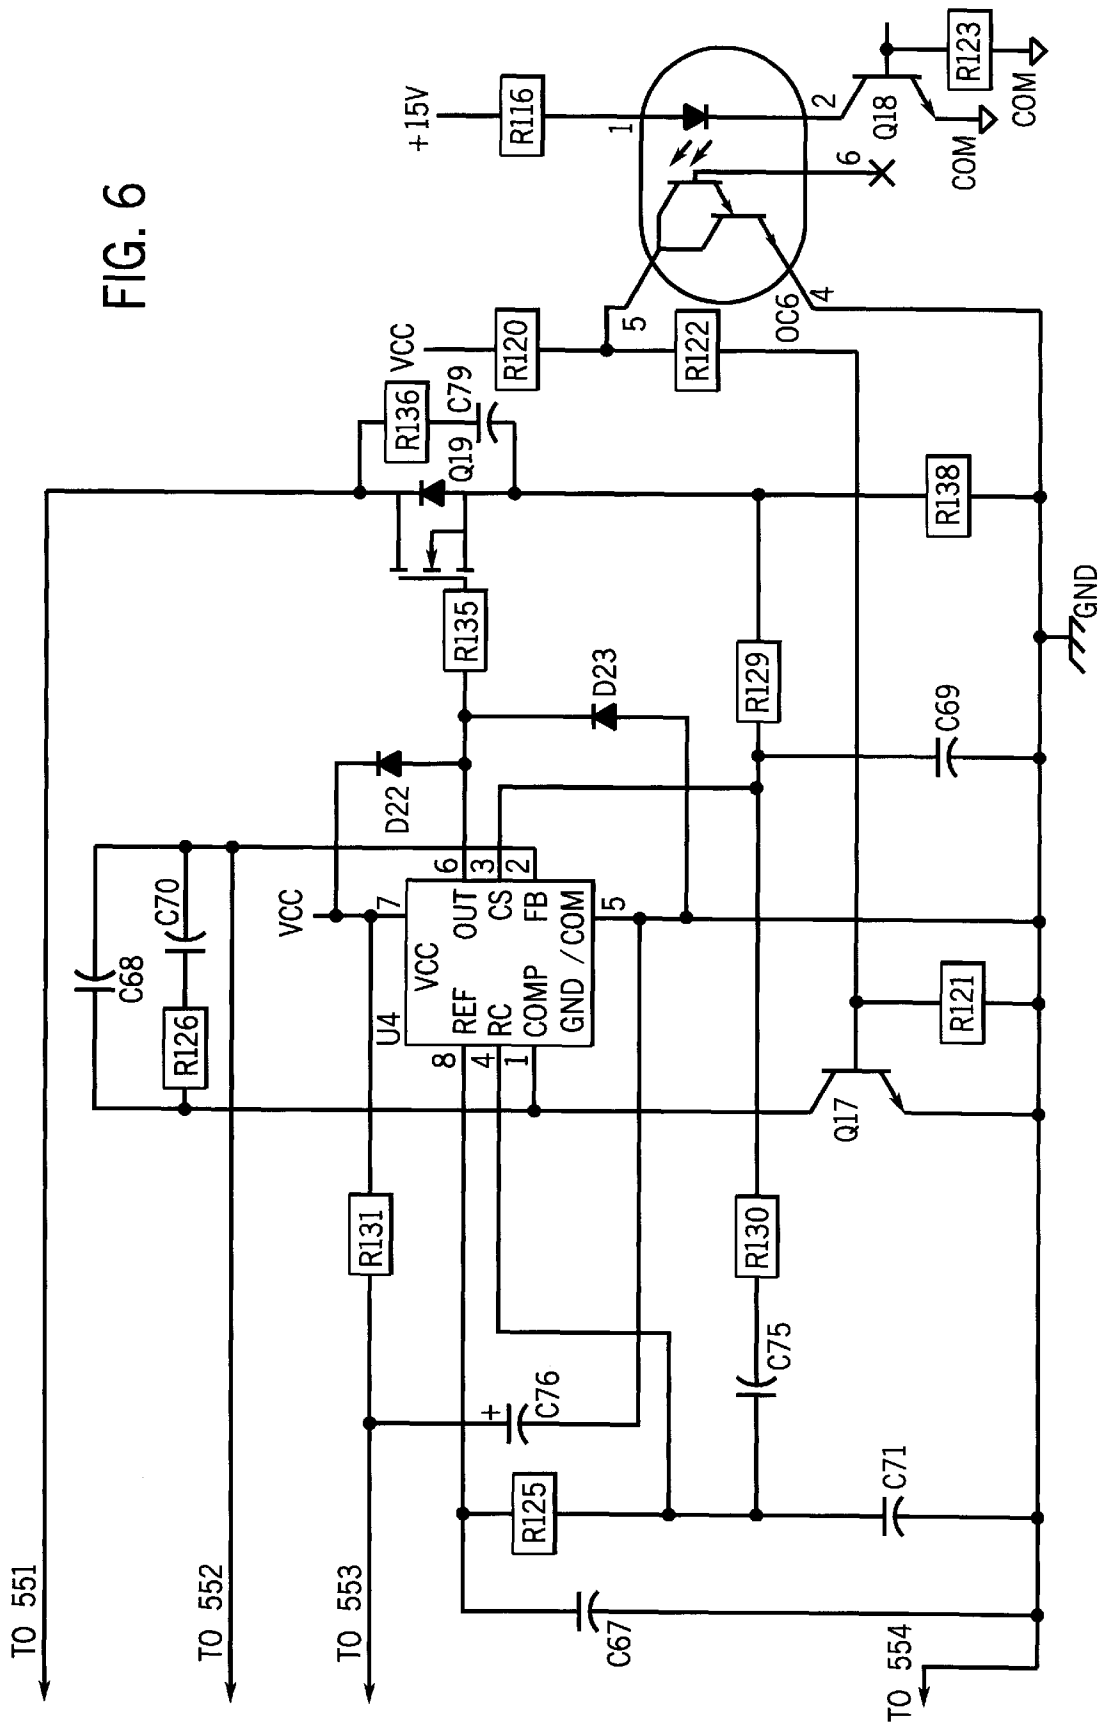 FIG. 6
TO 551
TO 552
TO 553
TO 554
C68
C70
R126
VCC
D22
R131
U4
7
VCC
8
REF
OUT
6
4
RC
CS
3
1
COMP
FB
2
GND / COM
5
R135
Q19
R136
C79
D23
VCC
R120
R122
5
OC6
4
+15V
R116
1
2
6
Q18
R123
COM
COM
C76
+
R125
C67
C75
R130
R129
C69
C71
Q17
R121
R138
GND